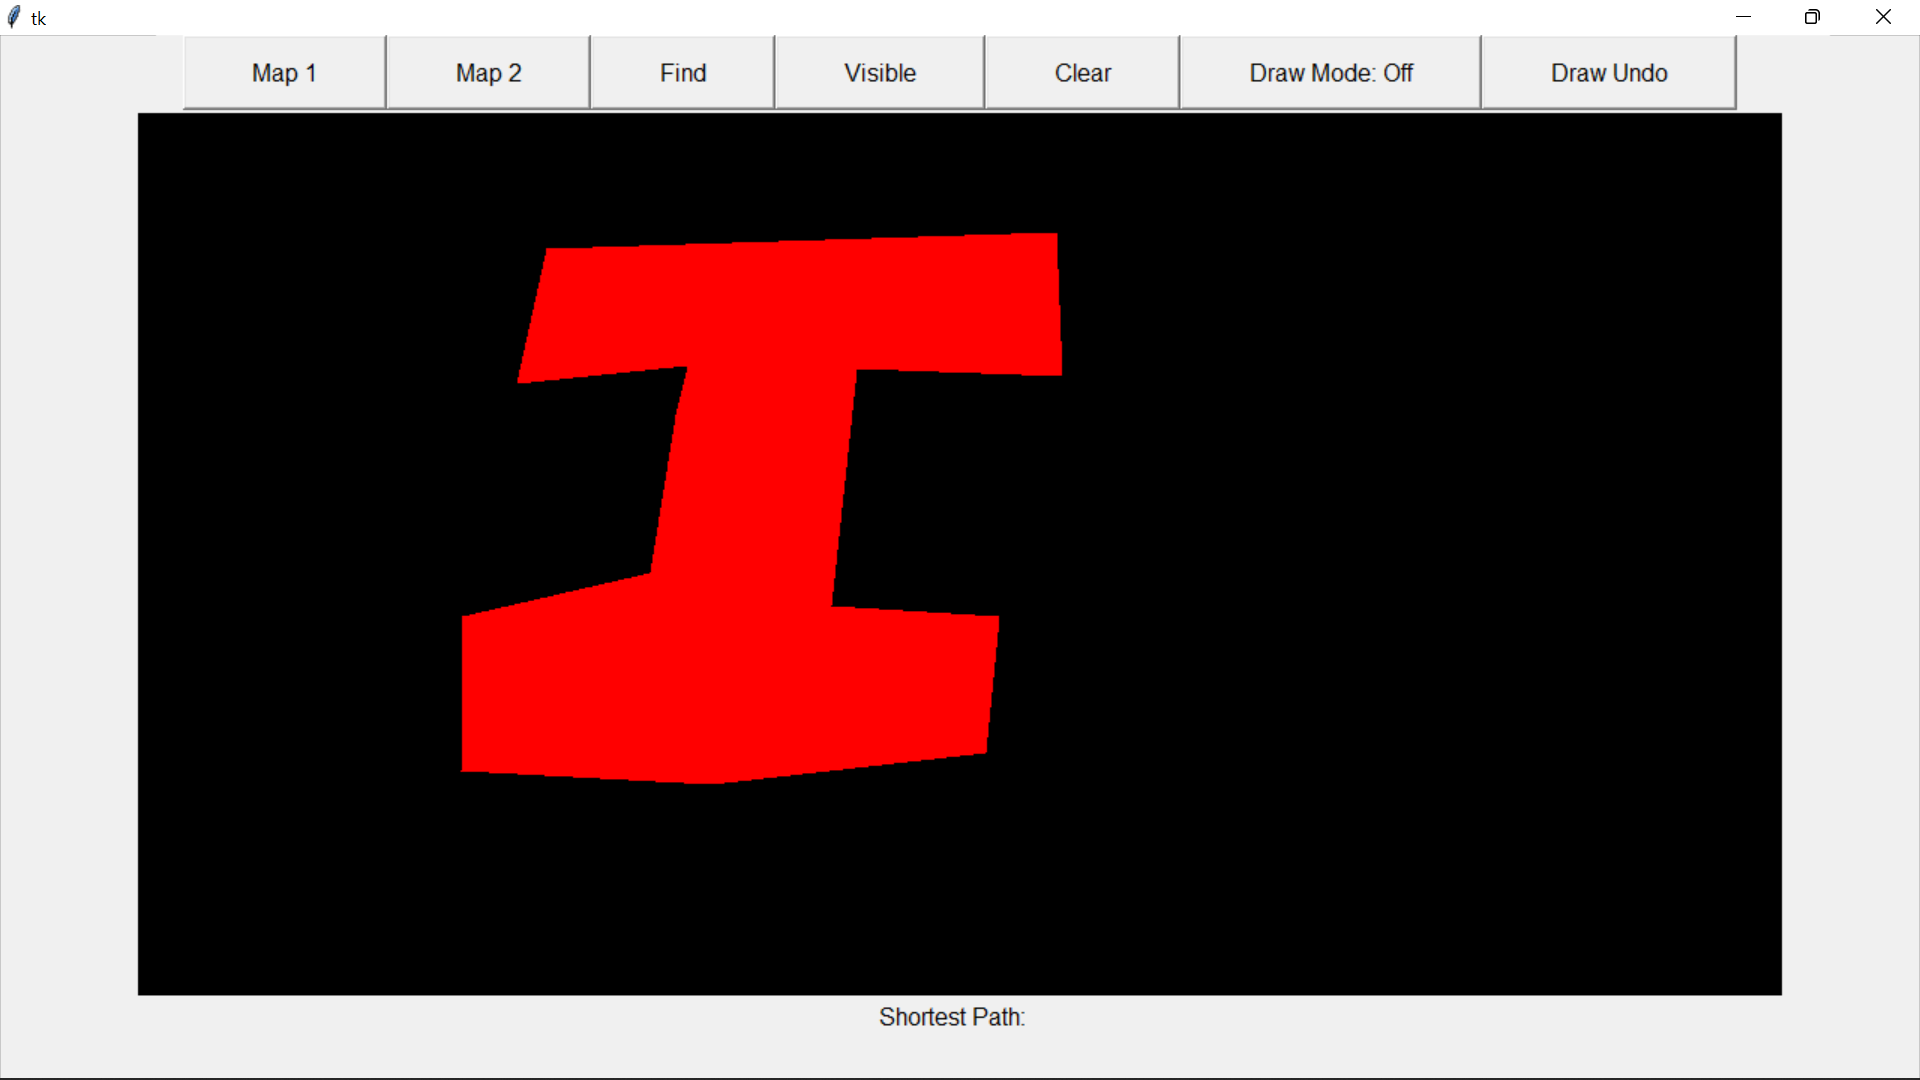 tk
Map 1 Map 2 Find Visible Clear Draw Mode: Off Draw Undo
Shortest Path: